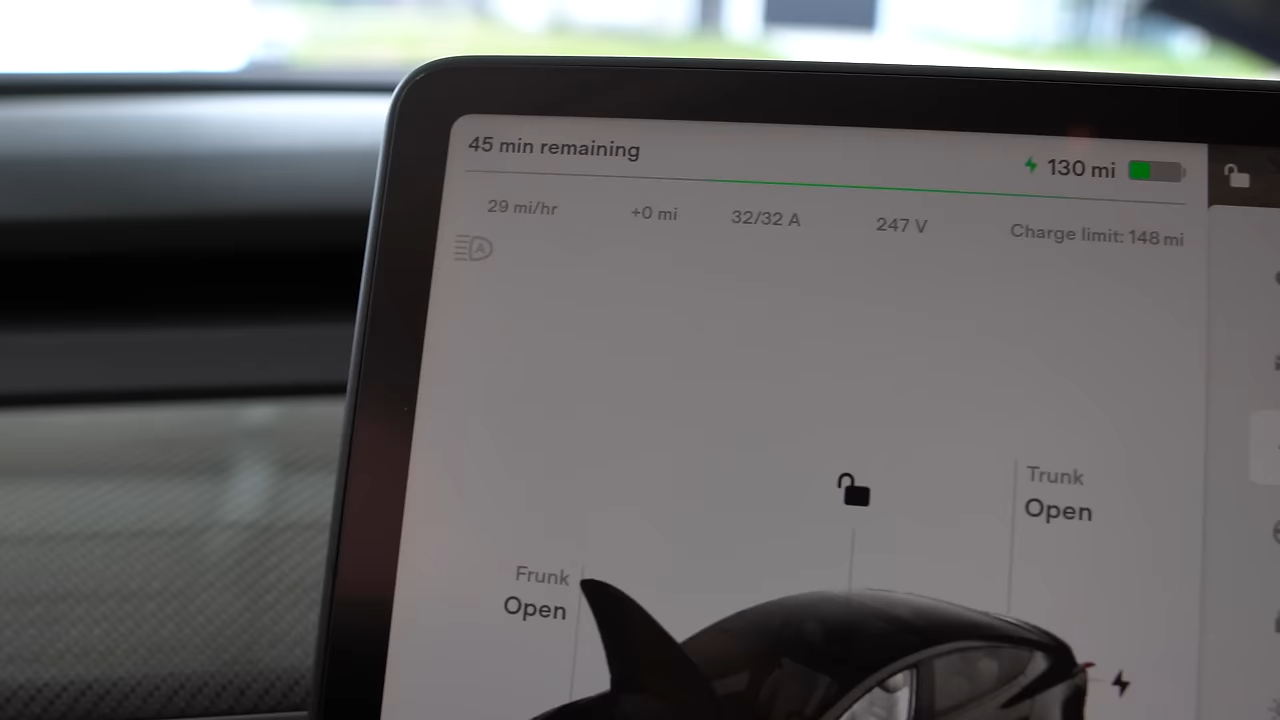 45 min remaining
130 mi
29 mi/hr
+0 mi
32/32 A
247 V
Charge limit: 148 mi
A
Trunk
Open
Frunk
Open